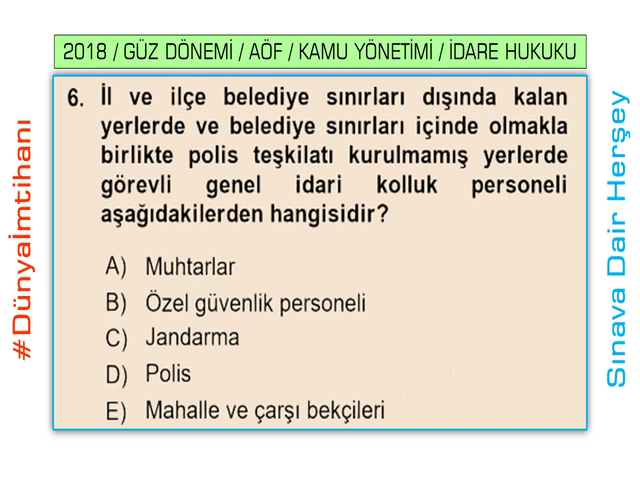 2018 / GÜZ DÖNEMİ / AÖF / KAMU YÖNETİMİ / İDARE HUKUKU
#Dünyaİmtihanı
6. İl ve ilçe belediye sınırları dışında kalan
yerlerde ve belediye sınırları içinde olmakla
birlikte polis teşkilatı kurulmamış yerlerde
görevli genel idari kolluk personeli
aşağıdakilerden hangisidir?
A) Muhtarlar
B) Özel güvenlik personeli
C) Jandarma
D) Polis
E) Mahalle ve çarşı bekçileri
Sınava Dair Herşey